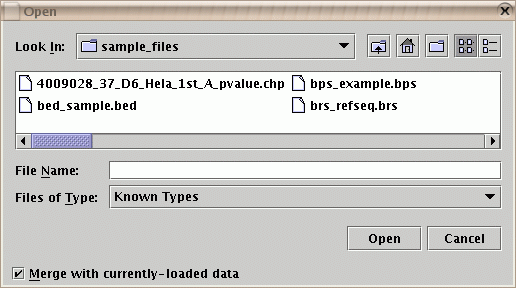 Open
Look In: sample_files
4009028_37_D6_Hela_1st_A_pvalue.chp bps_example.bps
bed_sample.bed brs_refseq.brs
File Name:
Files of Type: Known Types
Open Cancel
Merge with currently-loaded data